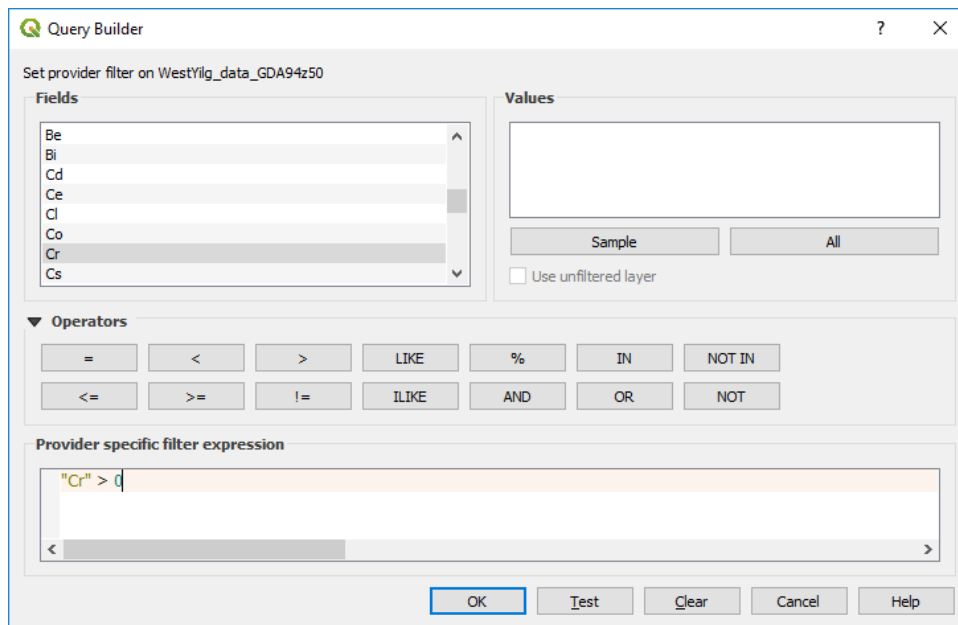 Query Builder
?
Set provider filter on WestYilg_data_GDA94z50
Fields
Values
Be
Bi
Cd
Ce
Cl
Co
Cr
Cs
Sample All
Use unfiltered layer
Operators
= < > LIKE % IN NOT IN
<= >= != ILIKE AND OR NOT
Provider specific filter expression
"Cr" > 0
OK Test Clear Cancel Help